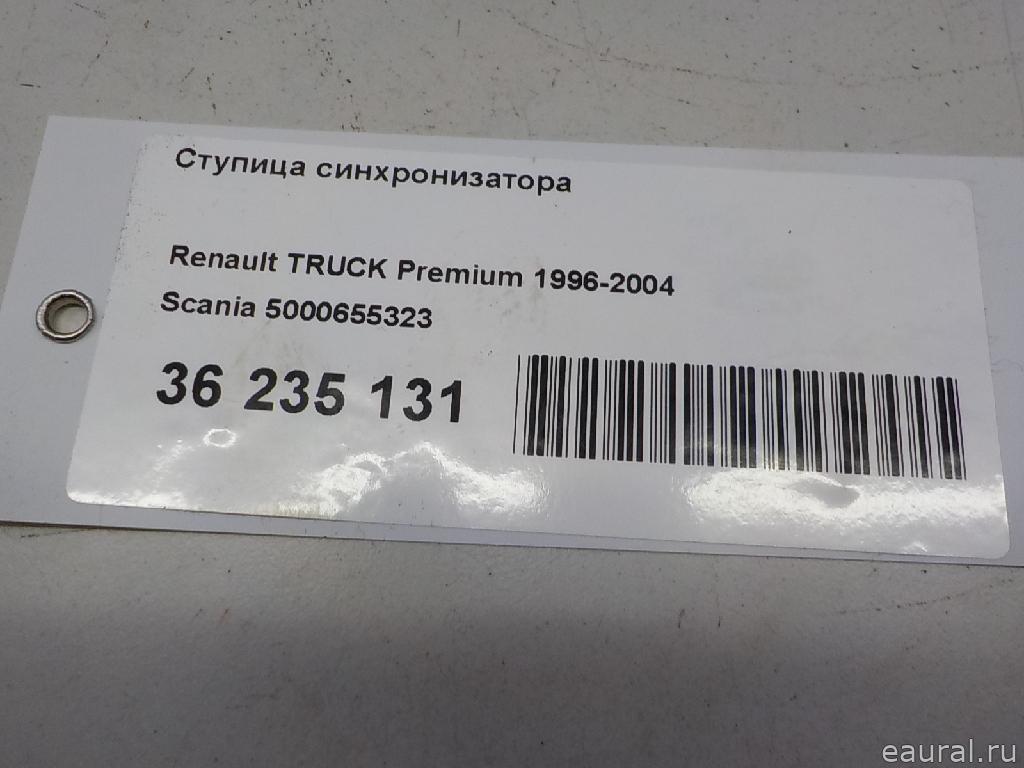 Ступица синхронизатора
Renault TRUCK Premium 1996-2004
Scania 5000655323
36 235 131
eaural.ru